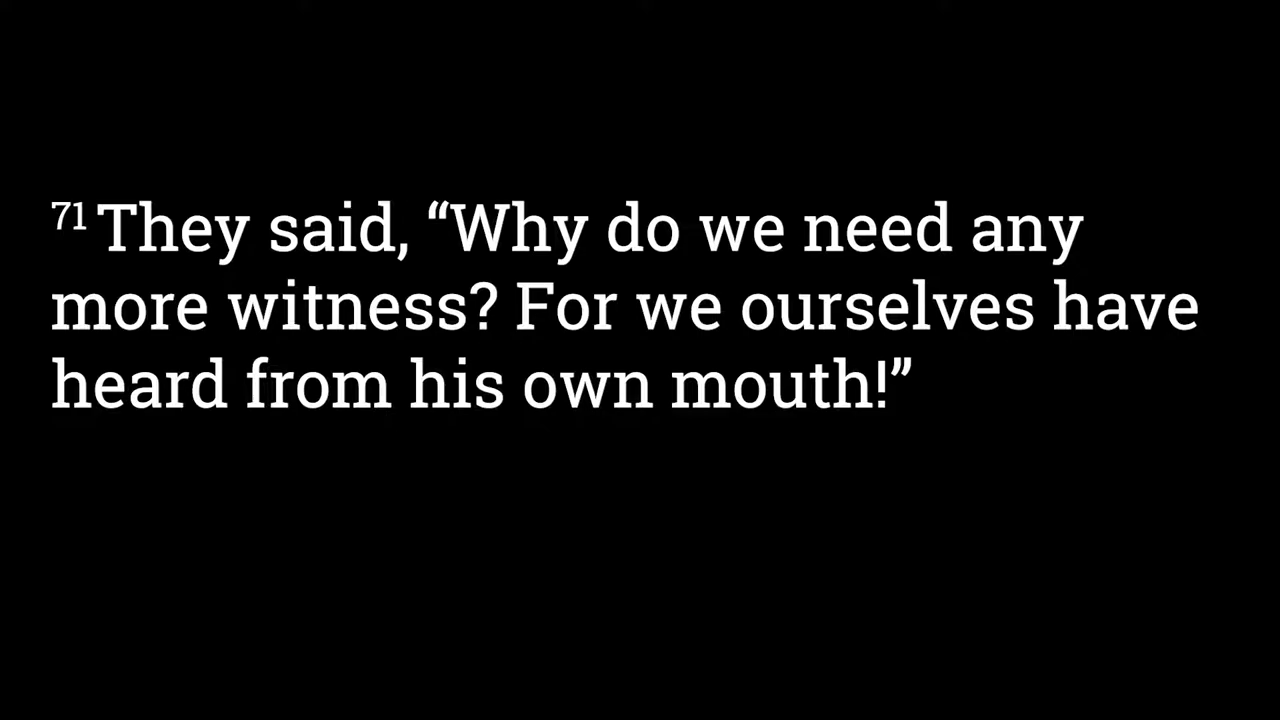 71 They said, “Why do we need any
more witness? For we ourselves have
heard from his own mouth!”